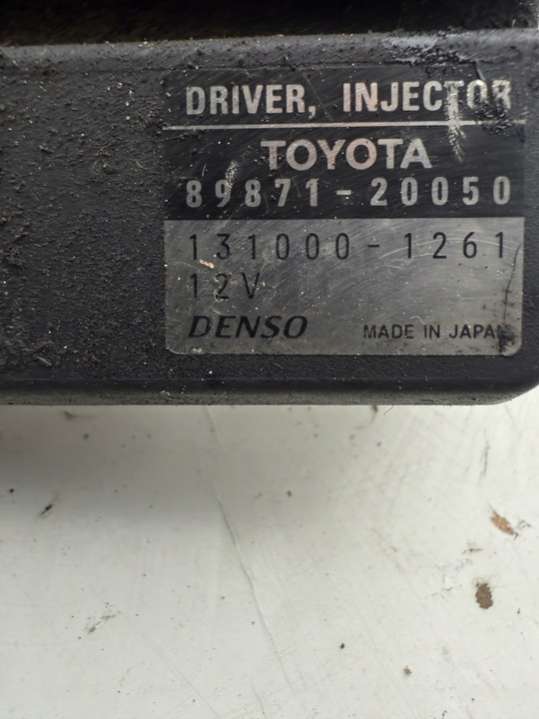 DRIVER, INJECTOR
TOYOTA
89871-20050
131000-1261
12V
DENSO MADE IN JAPAN